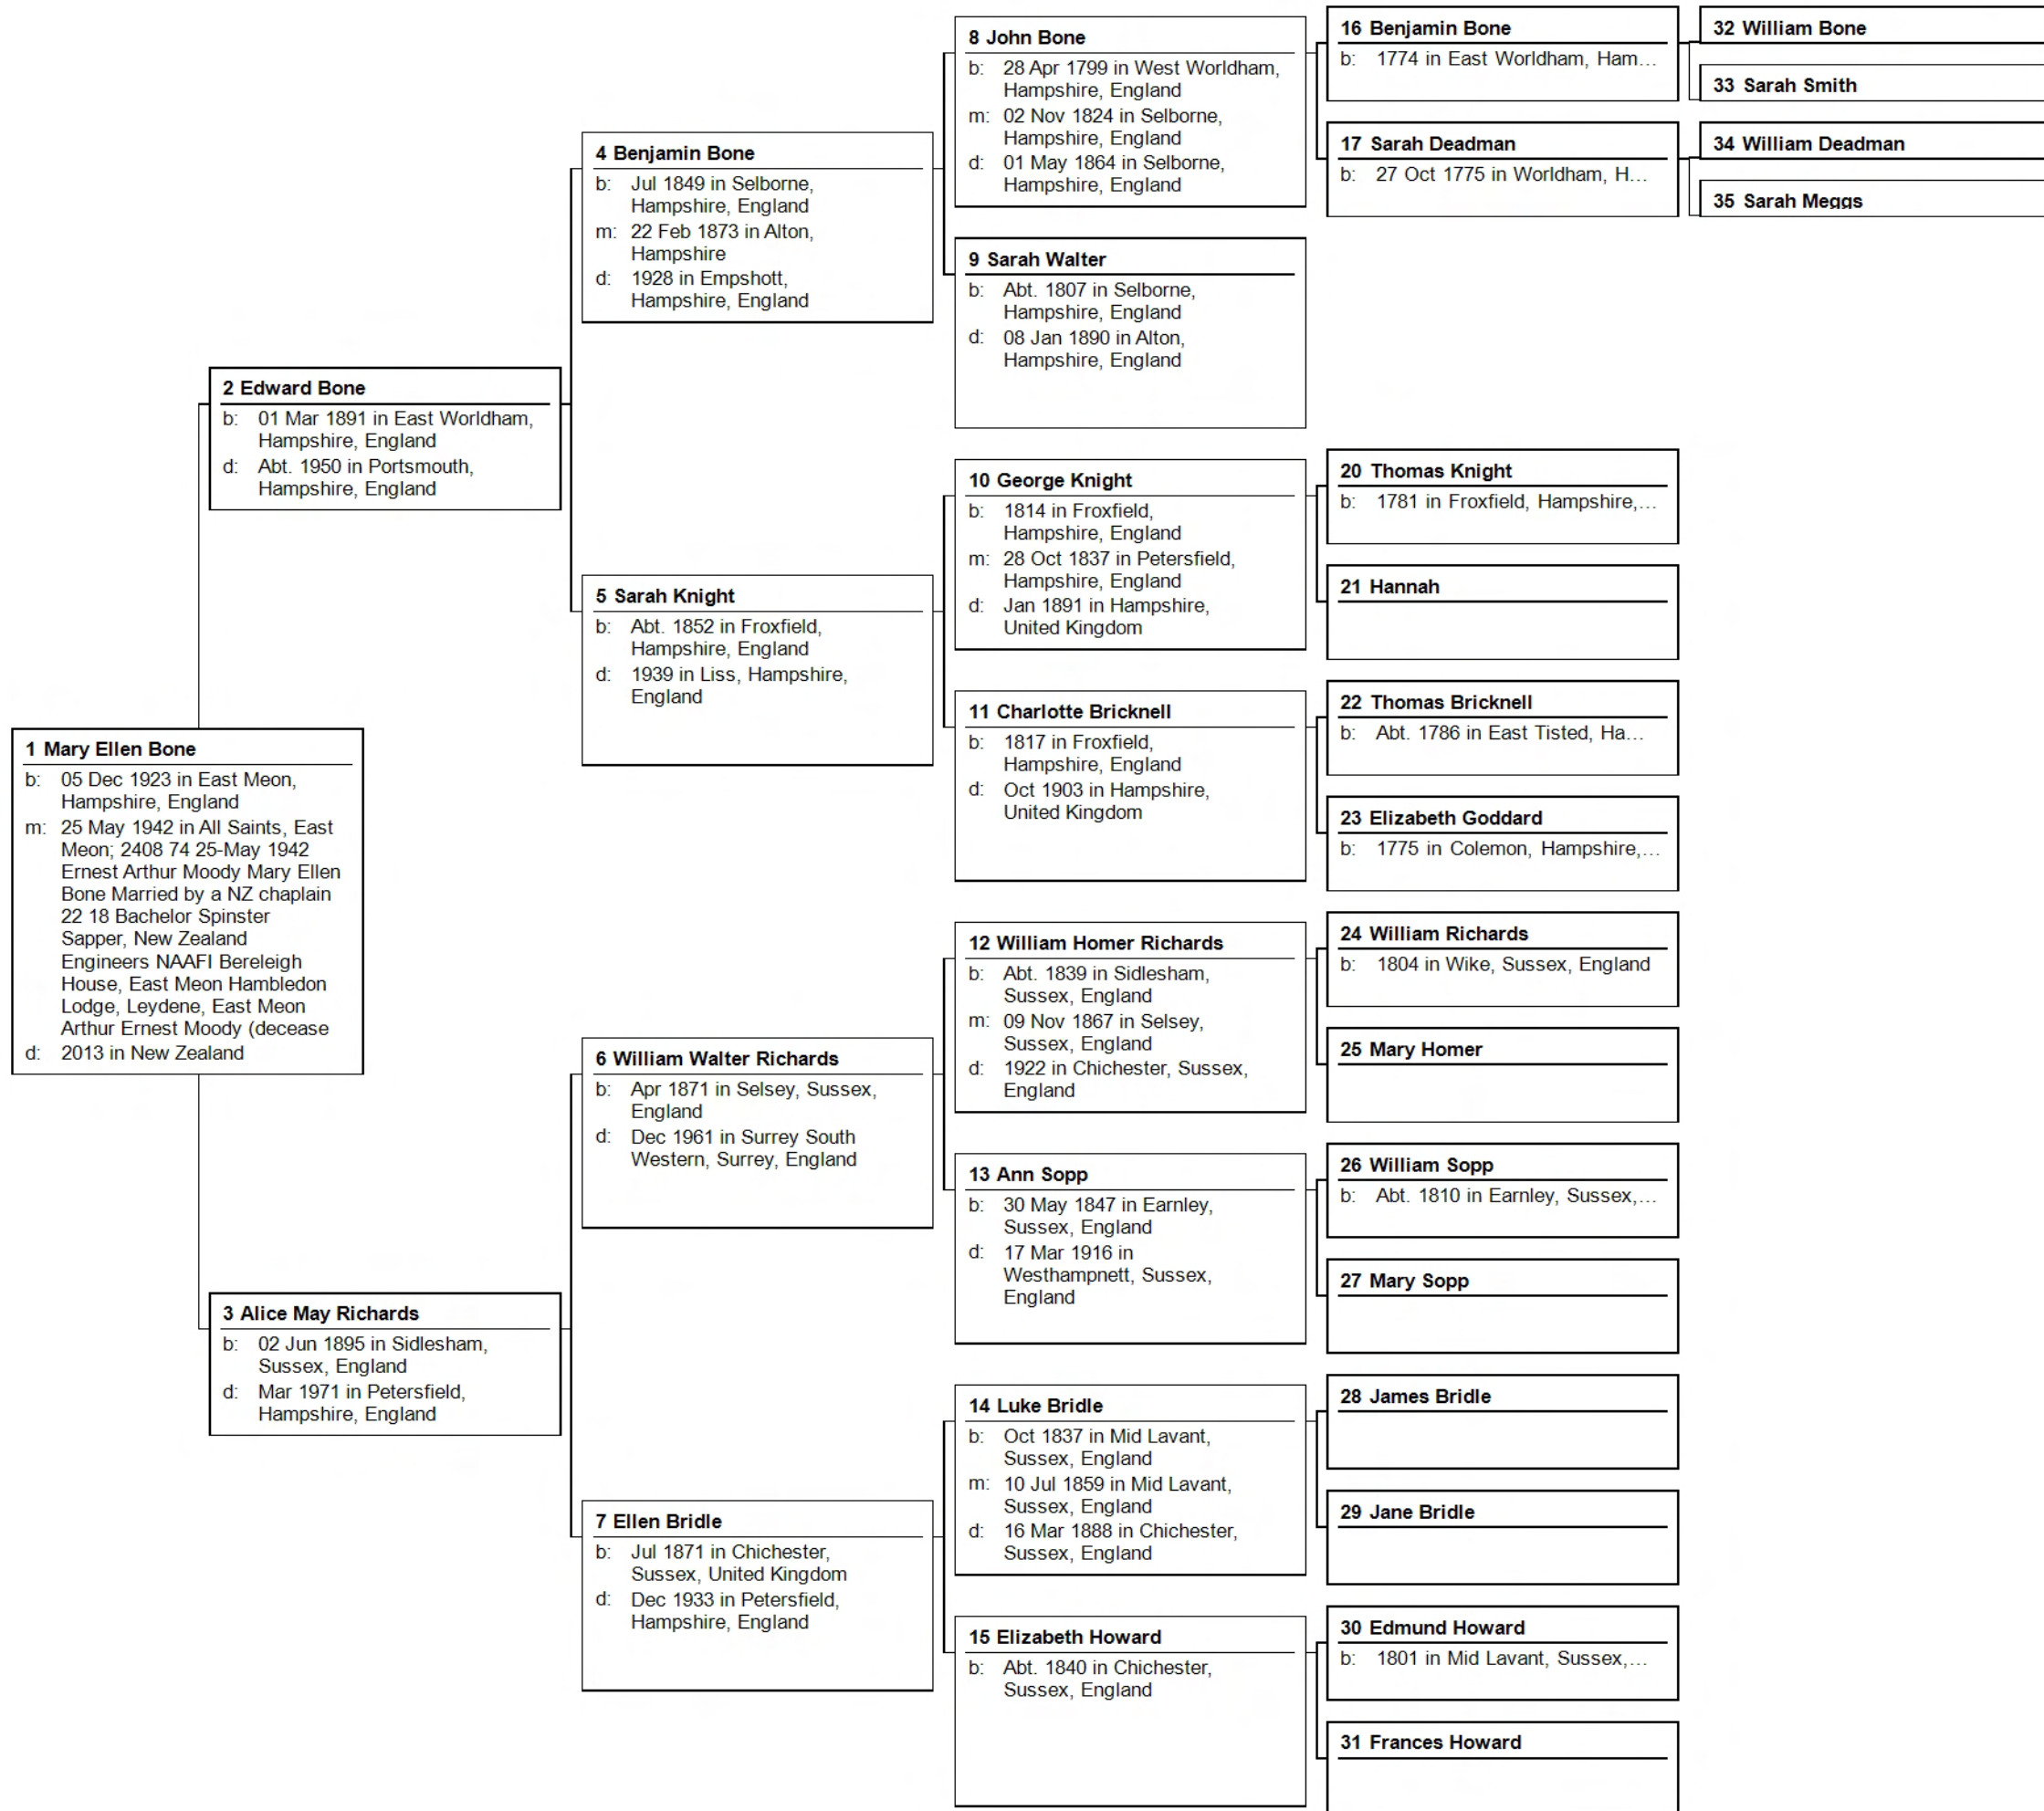 1 Mary Ellen Bone
b: 05 Dec 1923 in East Meon,
Hampshire, England
m: 25 May 1942 in All Saints, East
Meon; 2408 74 25-May 1942
Ernest Arthur Moody Mary Ellen
Bone Married by a NZ chaplain
22 18 Bachelor Spinster
Sapper, New Zealand
Engineers NAAFI Bereleigh
House, East Meon Hambledon
Lodge, Leydene, East Meon
Arthur Ernest Moody (decease
d: 2013 in New Zealand
2 Edward Bone
b: 01 Mar 1891 in East Worldham,
Hampshire, England
d: Abt. 1950 in Portsmouth,
Hampshire, England
3 Alice May Richards
b: 02 Jun 1895 in Sidlesham,
Sussex, England
d: Mar 1971 in Petersfield,
Hampshire, England
4 Benjamin Bone
b: Jul 1849 in Selborne,
Hampshire, England
m: 22 Feb 1873 in Alton,
Hampshire
d: 1928 in Empshott,
Hampshire, England
5 Sarah Knight
b: Abt. 1852 in Froxfield,
Hampshire, England
d: 1939 in Liss, Hampshire,
England
6 William Walter Richards
b: Apr 1871 in Selsey, Sussex,
England
d: Dec 1961 in Surrey South
Western, Surrey, England
7 Ellen Bridle
b: Jul 1871 in Chichester,
Sussex, United Kingdom
d: Dec 1933 in Petersfield,
Hampshire, England
8 John Bone
b: 28 Apr 1799 in West Worldham,
Hampshire, England
m: 02 Nov 1824 in Selborne,
Hampshire, England
d: 01 May 1864 in Selborne,
Hampshire, England
9 Sarah Walter
b: Abt. 1807 in Selborne,
Hampshire, England
d: 08 Jan 1890 in Alton,
Hampshire, England
10 George Knight
b: 1814 in Froxfield,
Hampshire, England
m: 28 Oct 1837 in Petersfield,
Hampshire, England
d: Jan 1891 in Hampshire,
United Kingdom
11 Charlotte Bricknell
b: 1817 in Froxfield,
Hampshire, England
d: Oct 1903 in Hampshire,
United Kingdom
12 William Homer Richards
b: Abt. 1839 in Sidlesham,
Sussex, England
m: 09 Nov 1867 in Selsey,
Sussex, England
d: 1922 in Chichester, Sussex,
England
13 Ann Sopp
b: 30 May 1847 in Earnley,
Sussex, England
d: 17 Mar 1916 in
Westhampnett, Sussex,
England
14 Luke Bridle
b: Oct 1837 in Mid Lavant,
Sussex, England
m: 10 Jul 1859 in Mid Lavant,
Sussex, England
d: 16 Mar 1888 in Chichester,
Sussex, England
15 Elizabeth Howard
b: Abt. 1840 in Chichester,
Sussex, England
16 Benjamin Bone
b: 1774 in East Worldham, Ham...
17 Sarah Deadman
b: 27 Oct 1775 in Worldham, H...
20 Thomas Knight
b: 1781 in Froxfield, Hampshire,...
21 Hannah
22 Thomas Bricknell
b: Abt. 1786 in East Tisted, Ha...
23 Elizabeth Goddard
b: 1775 in Colemon, Hampshire,...
24 William Richards
b: 1804 in Wike, Sussex, England
25 Mary Homer
26 William Sopp
b: Abt. 1810 in Earnley, Sussex,...
27 Mary Sopp
28 James Bridle
29 Jane Bridle
30 Edmund Howard
b: 1801 in Mid Lavant, Sussex,...
31 Frances Howard
32 William Bone
33 Sarah Smith
34 William Deadman
35 Sarah Meggs